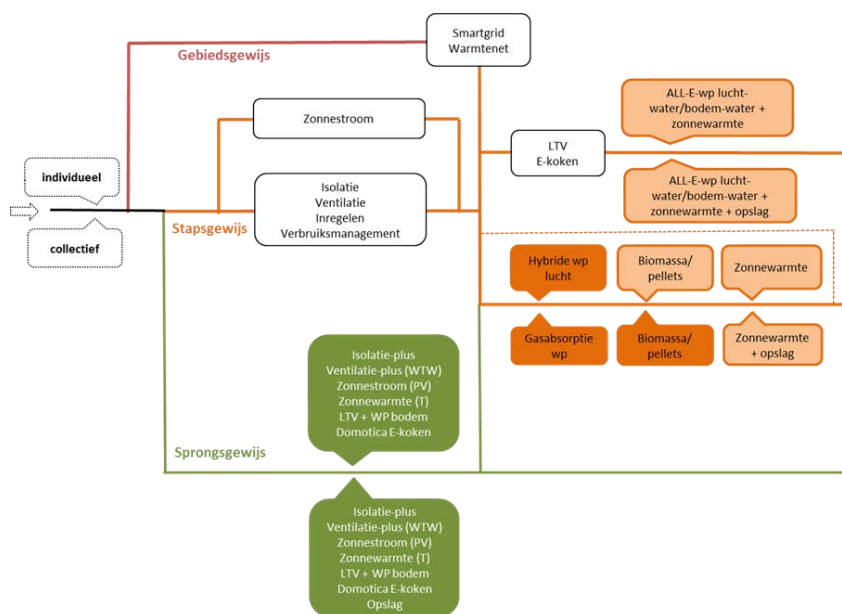 Gebiedsgewijs
Smartgrid
Warmtenet
Zonnestroom
individueel
collectief
Stapsgewijs
Isolatie
Ventilatie
Inregelen
Verbruiksmanagement
LTV
E-koken
ALL-E-wp lucht-
water/bodem-water +
zonnewarmte
ALL-E-wp lucht-
water/bodem-water +
zonnewarmte + opslag
Hybride wp
lucht
Biomassa/
pellets
Zonnewarmte
Gasabsorptie
wp
Biomassa/
pellets
Zonnewarmte
+ opslag
Sprongsgewijs
Isolatie-plus
Ventilatie-plus (WTW)
Zonnestroom (PV)
Zonnewarmte (T)
LTV + WP bodem
Domotica E-koken
Isolatie-plus
Ventilatie-plus (WTW)
Zonnestroom (PV)
Zonnewarmte (T)
LTV + WP bodem
Domotica E-koken
Opslag